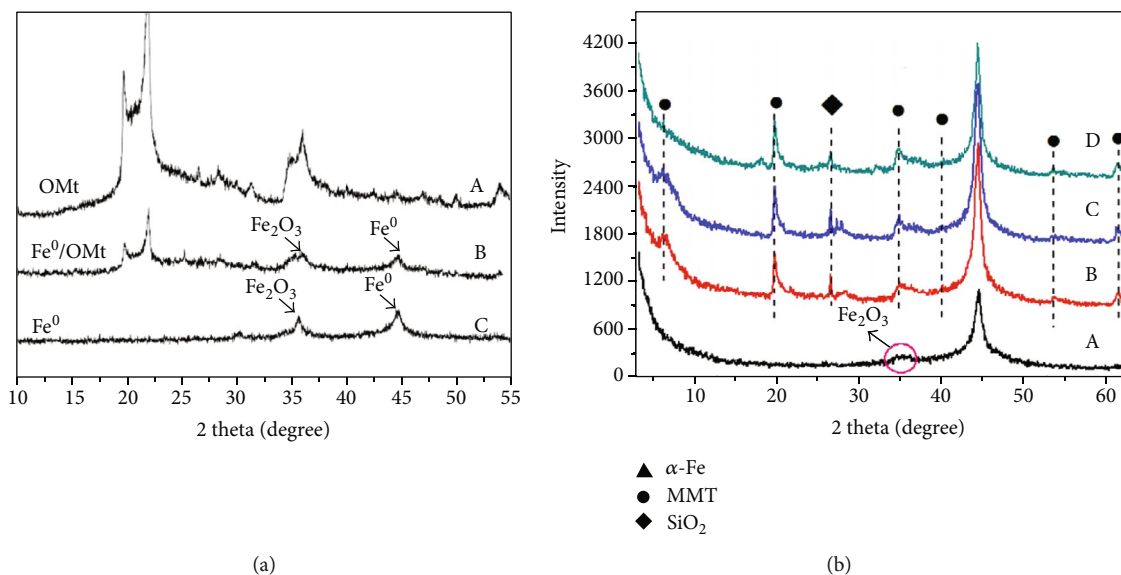 OMt
A
Fe₂O₃
Fe⁰
Fe⁰/OMt
B
Fe₂O₃
Fe⁰
Fe⁰
C
10 15 20 25 30 35 40 45 50 55
2 theta (degree)
(a)
Intensity
4200
3600
3000
2400
1800
1200
600
0
D
C
B
Fe₂O₃
A
10 20 30 40 50 60
2 theta (degree)
α-Fe
MMT
SiO₂
(b)